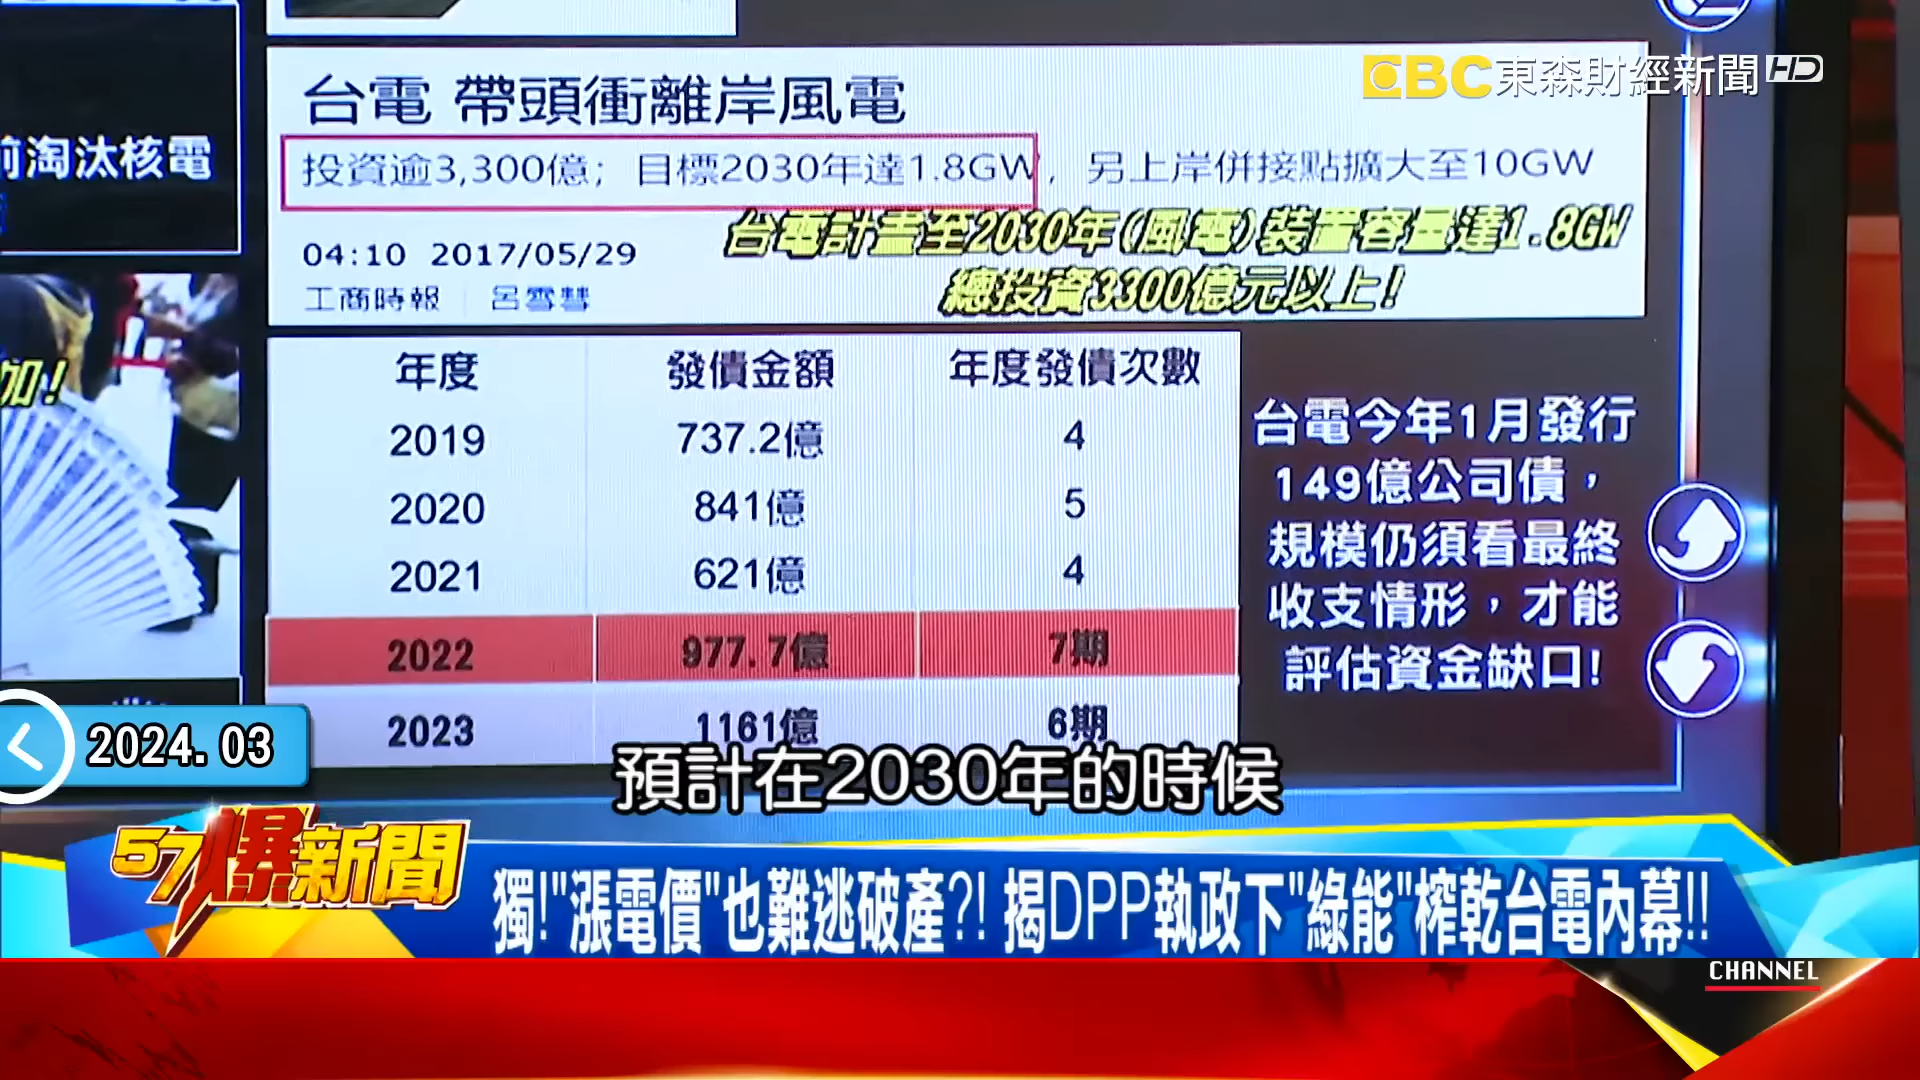 台電 帶頭衝離岸風電
EBC東森財經新聞HD
投資逾3,300億；目標2030年達1.8GW，另上岸併接點擴大至10GW
前淘汰核電
台電計畫至2030年(風電)裝置容量達1.8GW
總投資3300億元以上!
04:10 2017/05/29
工商時報 呂雪彗
加!
年度 發債金額 年度發債次數
2019 737.2億 4
2020 841億 5
2021 621億 4
2022 977.7億 7期
2023 1161億 6期
台電今年1月發行
149億公司債，
規模仍須看最終
收支情形，才能
評估資金缺口!
2024.03
預計在2030年的時候
57爆新聞
獨!"漲電價"也難逃破產?! 揭DPP執政下"綠能"榨乾台電內幕!!
CHANNEL